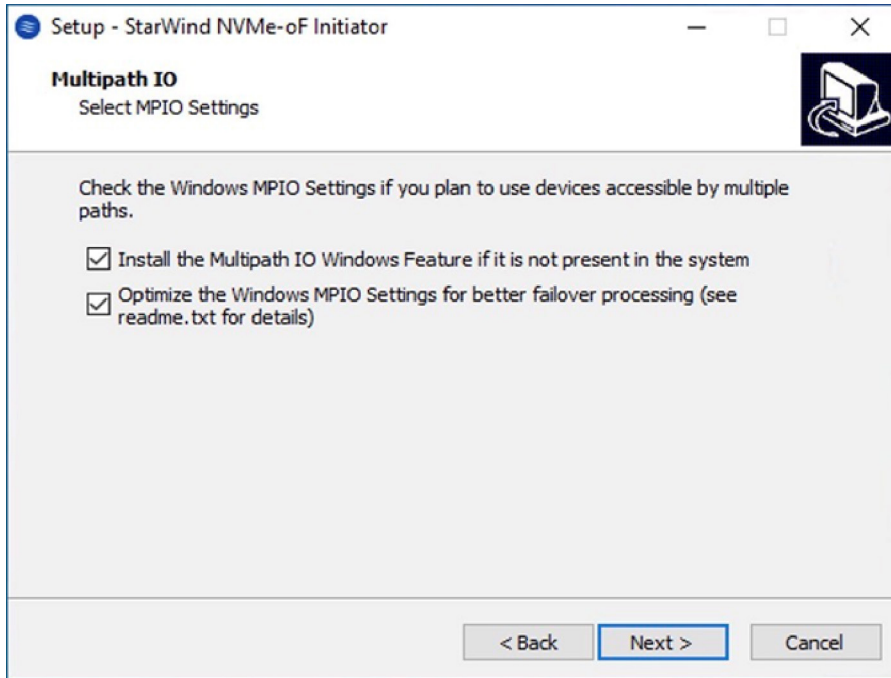 Setup - StarWind NVMe-oF Initiator
Multipath IO
Select MPIO Settings
Check the Windows MPIO Settings if you plan to use devices accessible by multiple
paths.
Install the Multipath IO Windows Feature if it is not present in the system
Optimize the Windows MPIO Settings for better failover processing (see
readme.txt for details)
< Back Next > Cancel